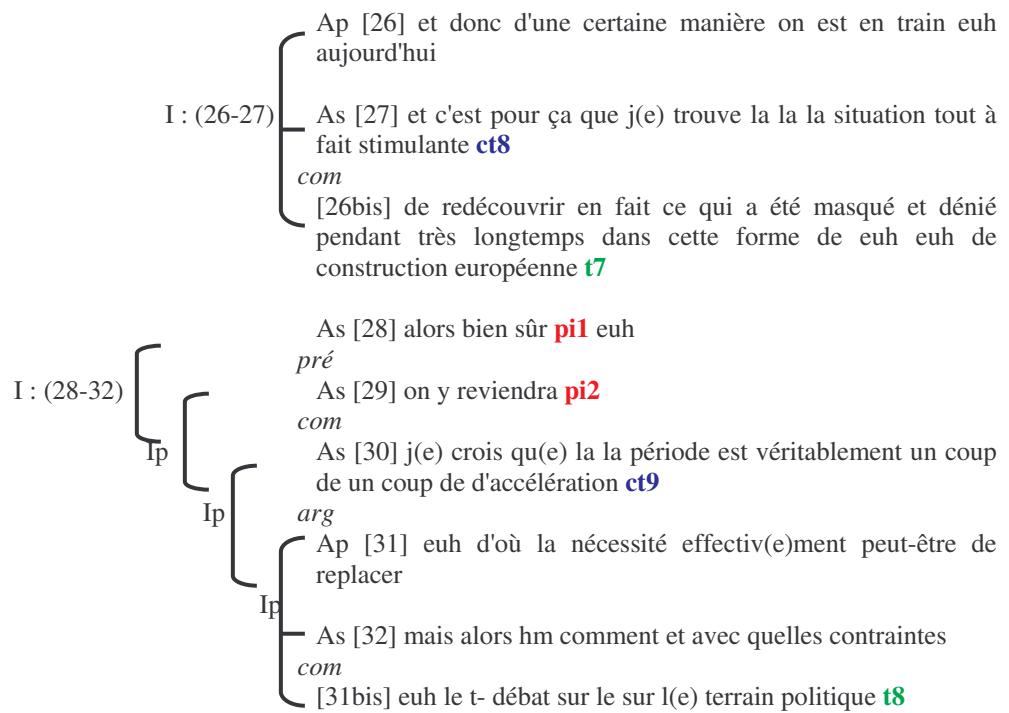 Ap [26] et donc d'une certaine manière on est en train euh
aujourd'hui
I : (26-27)
As [27] et c'est pour ça que j(e) trouve la la la situation tout à
fait stimulante ct8
com
[26bis] de redécouvrir en fait ce qui a été masqué et dénié
pendant très longtemps dans cette forme de euh euh de
construction européenne t7
As [28] alors bien sûr pi1 euh
pré
I : (28-32)
As [29] on y reviendra pi2
com
Ip
As [30] j(e) crois qu(e) la la période est véritablement un coup
de un coup de d'accélération ct9
Ip
arg
Ap [31] euh d'où la nécessité effectiv(e)ment peut-être de
replacer
Ip
As [32] mais alors hm comment et avec quelles contraintes
com
[31bis] euh le t- débat sur le sur l(e) terrain politique t8